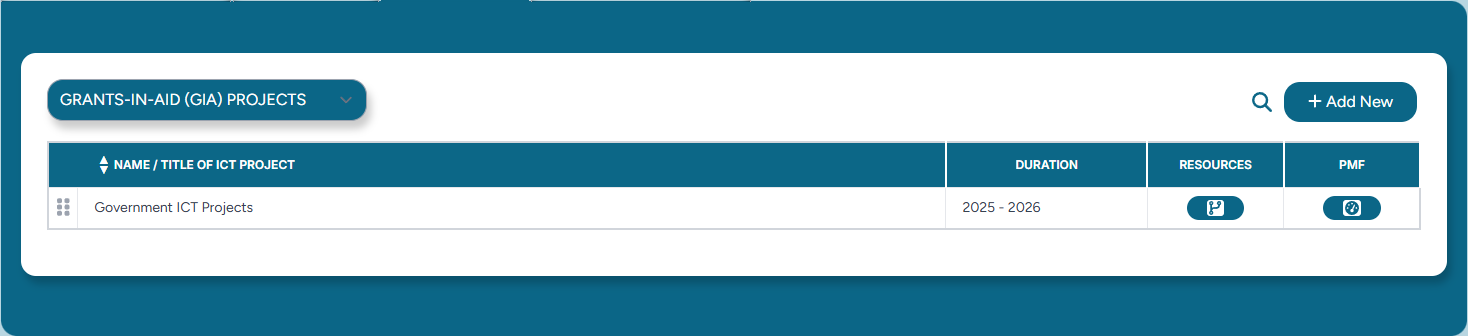 GRANTS-IN-AID (GIA) PROJECTS
+ Add New
NAME / TITLE OF ICT PROJECT DURATION RESOURCES PMF
Government ICT Projects 2025 - 2026